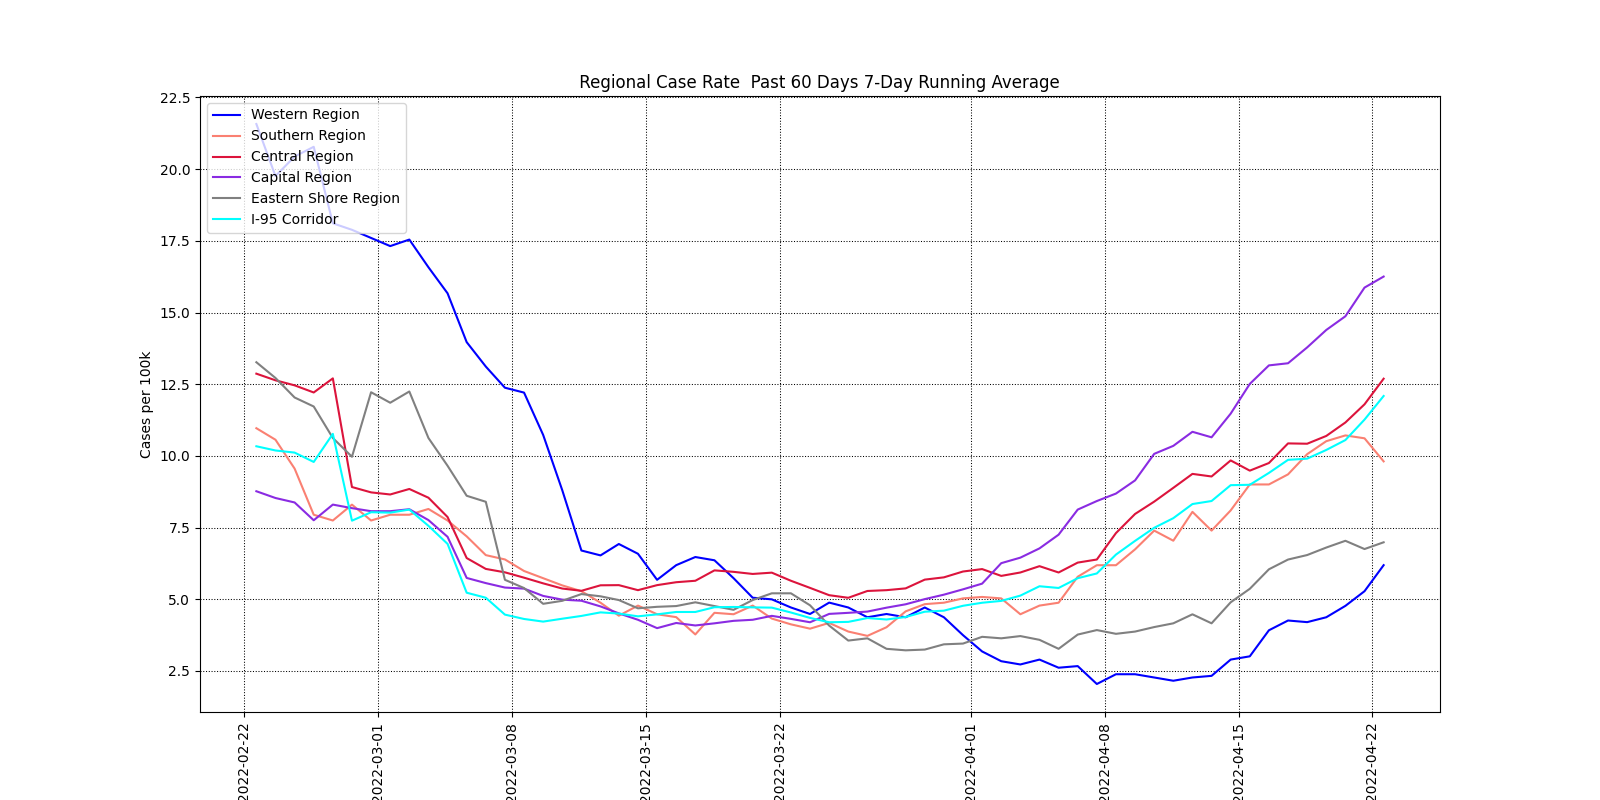 Regional Case Rate  Past 60 Days 7-Day Running Average
22.5
20.0
17.5
15.0
12.5
10.0
7.5
5.0
2.5
Cases per 100k
Western Region
Southern Region
Central Region
Capital Region
Eastern Shore Region
I-95 Corridor
2022-02-22
2022-03-01
2022-03-08
2022-03-15
2022-03-22
2022-04-01
2022-04-08
2022-04-15
2022-04-22